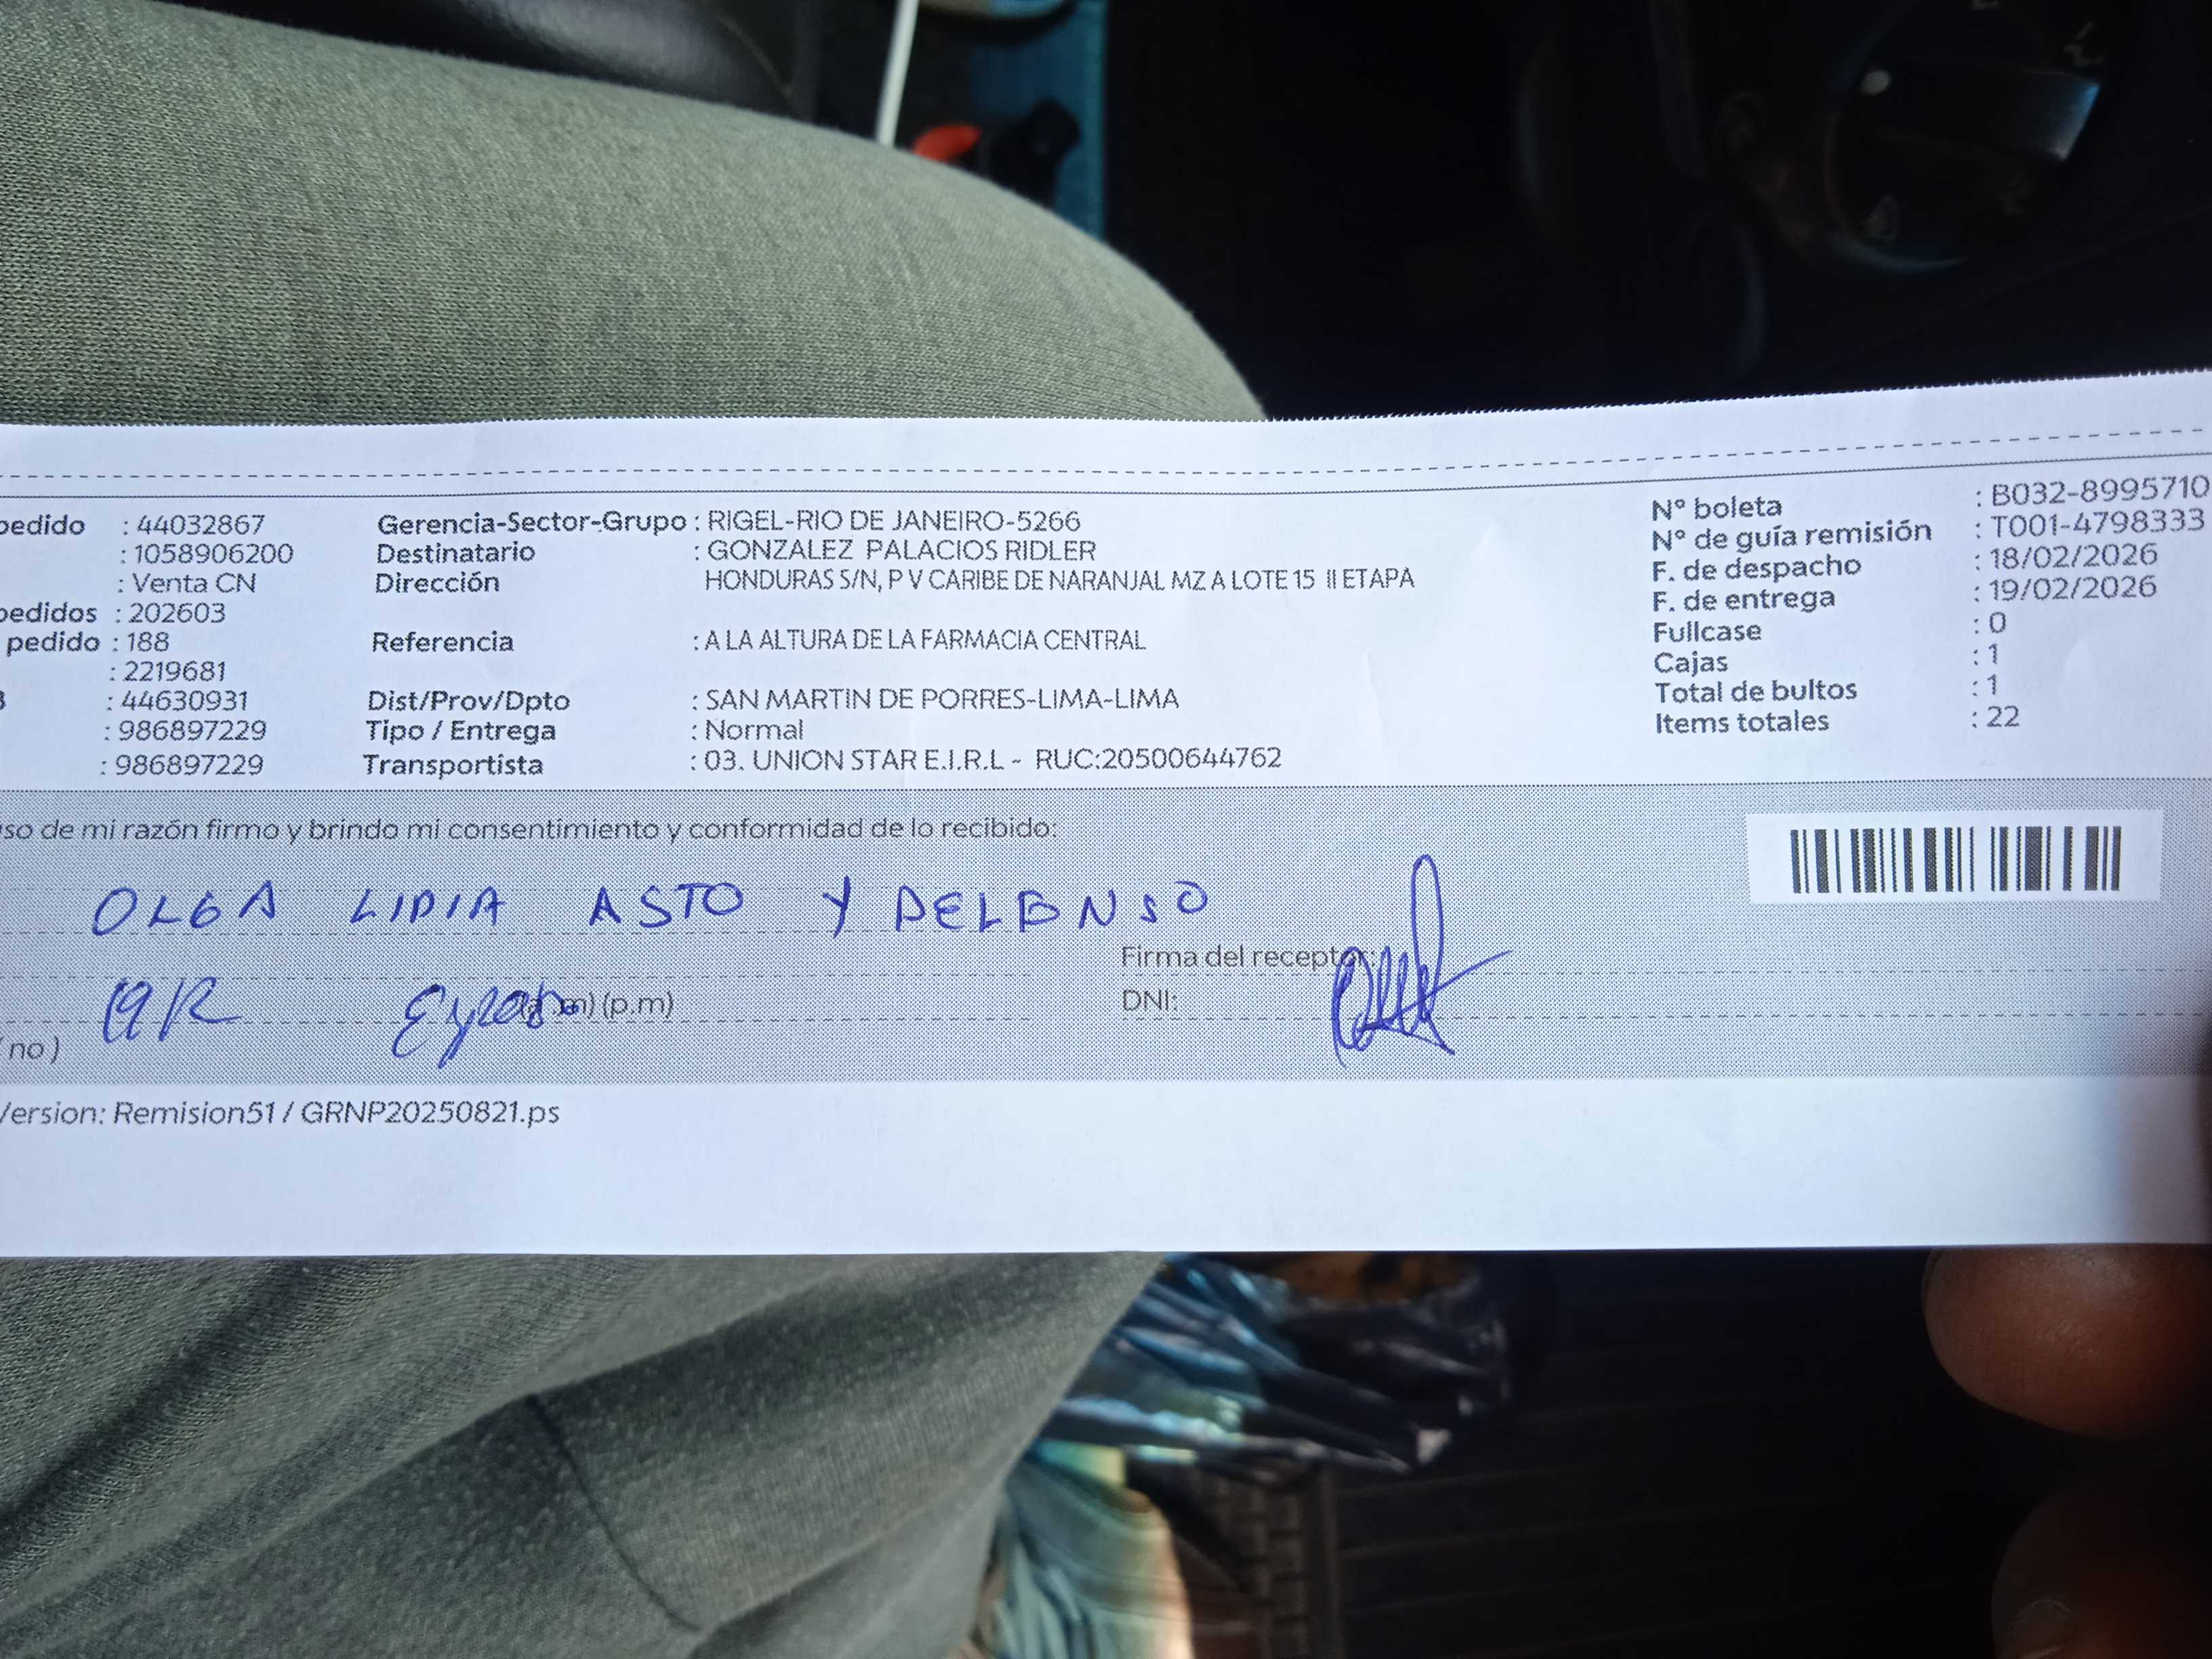 pedido : 44032867 Gerencia-Sector-Grupo : RIGEL-RIO DE JANEIRO-5266 N° boleta : B032-8995710
: 1058906200 Destinatario : GONZALEZ PALACIOS RIDLER N° de guía remisión : T001-4798333
: Venta CN Dirección HONDURAS S/N, P V CARIBE DE NARANJAL MZ A LOTE 15 II ETAPA F. de despacho : 18/02/2026
pedidos : 202603 F. de entrega : 19/02/2026
pedido : 188 Referencia : A LA ALTURA DE LA FARMACIA CENTRAL Fullcase : 0
: 2219681 Cajas : 1
: 44630931 Dist/Prov/Dpto : SAN MARTIN DE PORRES-LIMA-LIMA Total de bultos : 1
: 986897229 Tipo / Entrega : Normal Items totales : 22
: 986897229 Transportista : 03. UNION STAR E.I.R.L - RUC:20500644762
uso de mi razón firmo y brindo mi consentimiento y conformidad de lo recibido:
OLGA LIDIA ASTO Y
Firma del receptor:
(a.m) (p.m) DNI:
no)
Version: Remision51 / GRNP20250821.ps